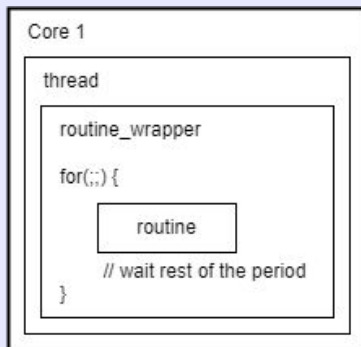 Core 1
thread
routine_wrapper
for(;;) {
routine
// wait rest of the period
}